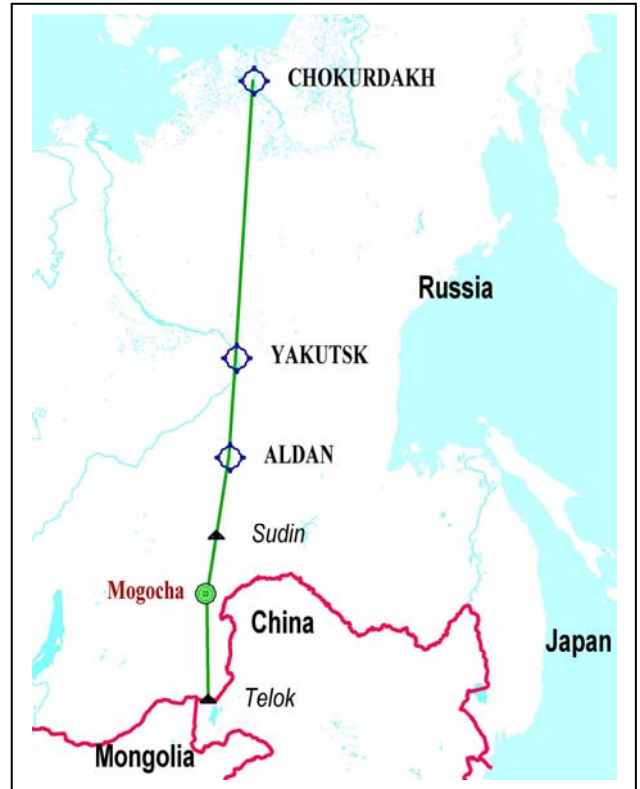 CHOKURDAKH
Russia
YAKUTSK
ALDAN
Sudin
Mogocha
China
Japan
Telok
Mongolia